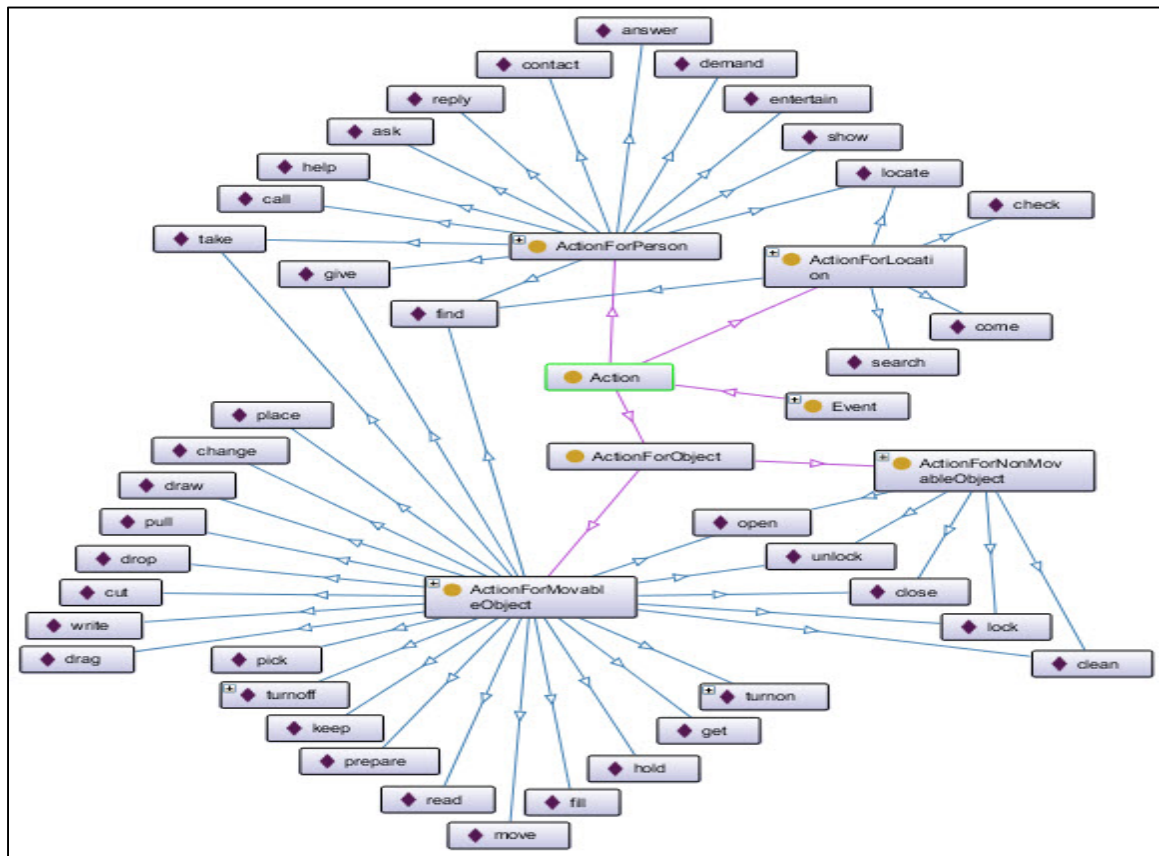 answer
contact
demand
reply
entertain
ask
show
help
locate
call
check
take
ActionForPerson
give
ActionForLocati
on
find
come
search
Action
Event
place
change
ActionForObject
ActionForNonMov
ableObject
draw
pull
open
drop
unlock
cut
ActionForMovabl
eObject
close
write
lock
drag
pick
clean
turnoff
turnon
keep
get
prepare
hold
read
fill
move